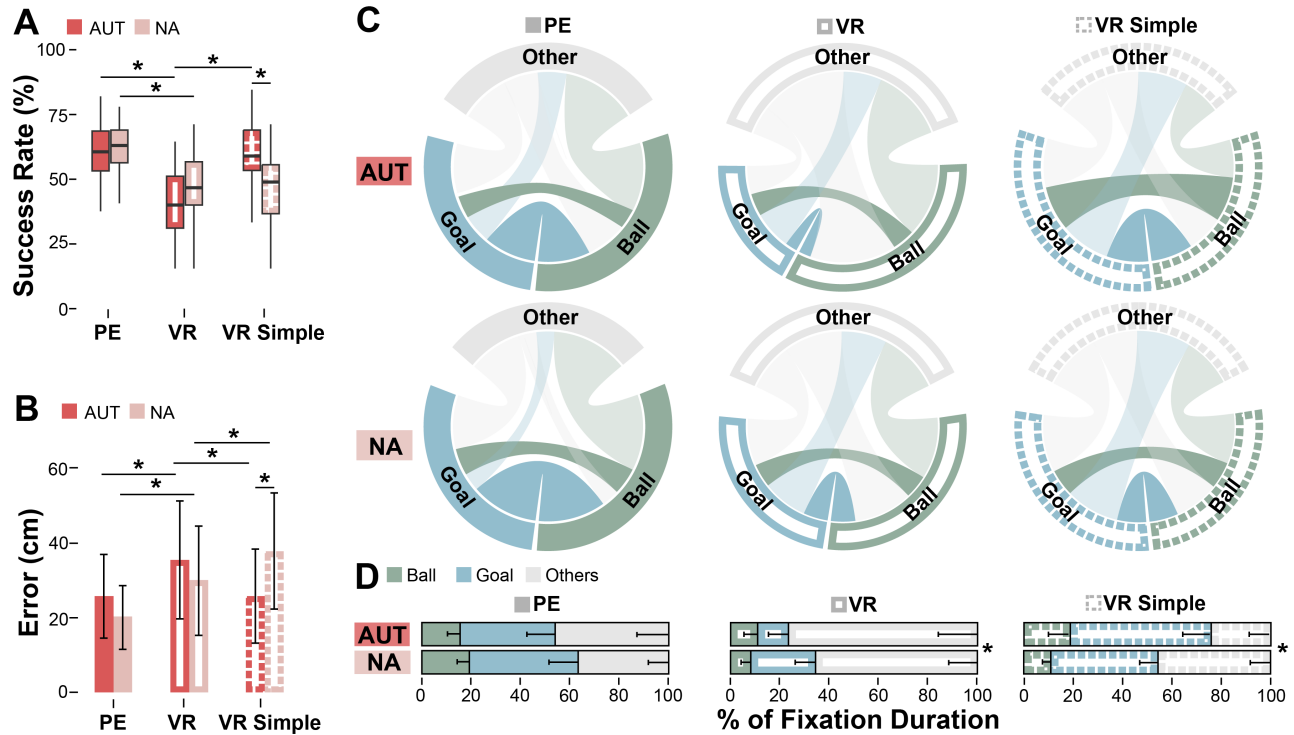 A
AUT NA
Success Rate (%)
100
75
50
25
0
* * * *
PE VR VR Simple
B
AUT NA
Error (cm)
60
40
20
0
* * * * *
PE VR VR Simple
C
PE VR VR Simple
AUT
Other Goal Ball
Other Goal Ball
Other Goal Ball
NA
Other Goal Ball
Other Goal Ball
Other Goal Ball
D
Ball Goal Others
PE VR VR Simple
AUT
NA
* *
0 20 40 60 80 100
0 20 40 60 80 100
0 20 40 60 80 100
% of Fixation Duration